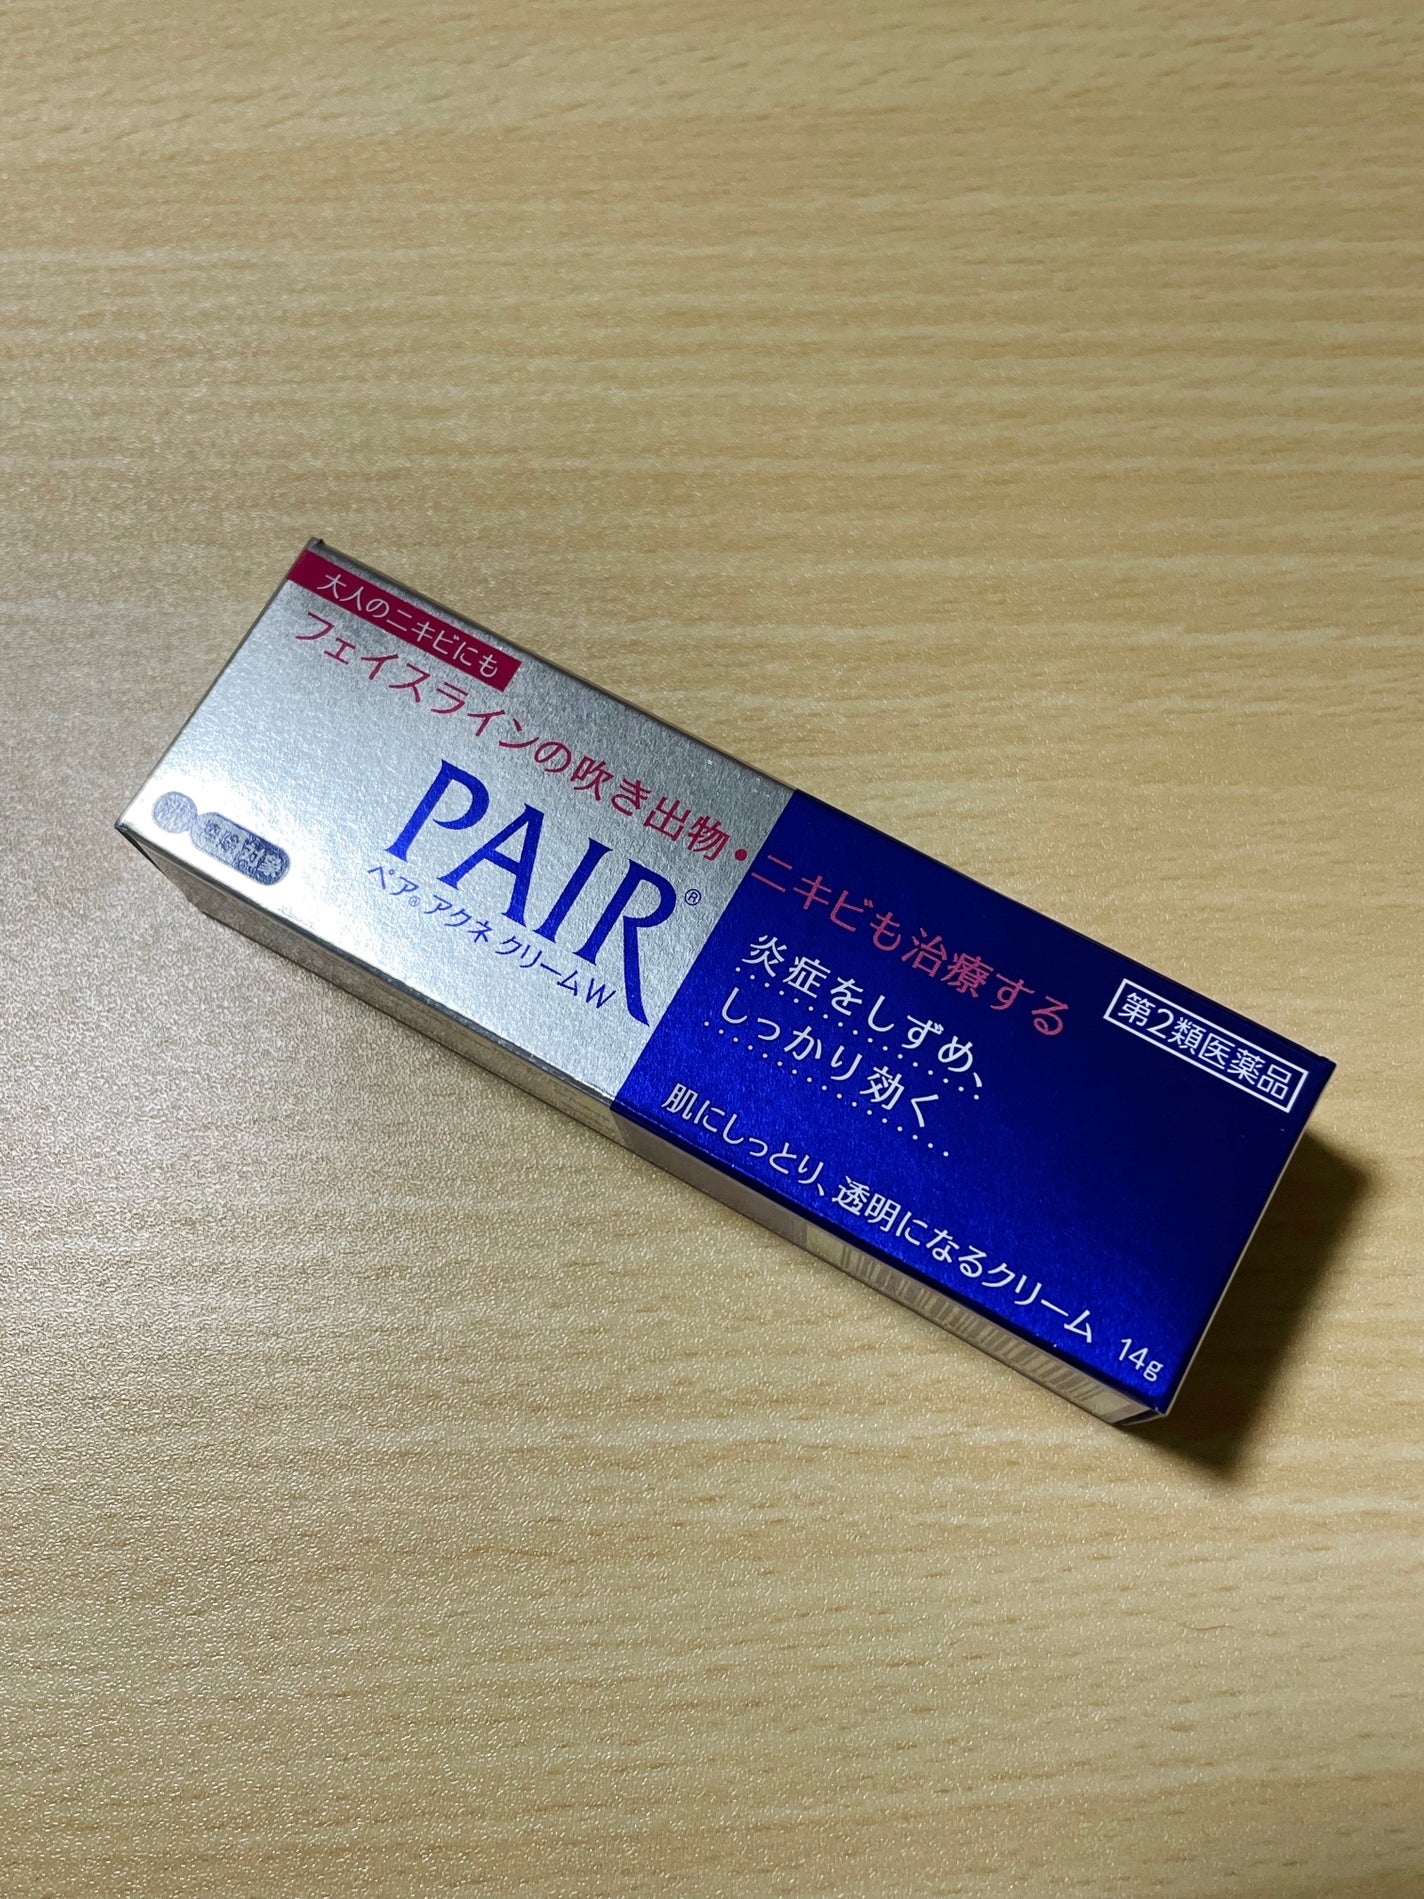 大人のニキビにも
フェイスラインの吹き出物・ニキビも治療する
PAIR®
ペア®アクネクリームW
炎症をしずめ、
しっかり効く
肌にしっとり、透明になるクリーム 14g
第2類医薬品